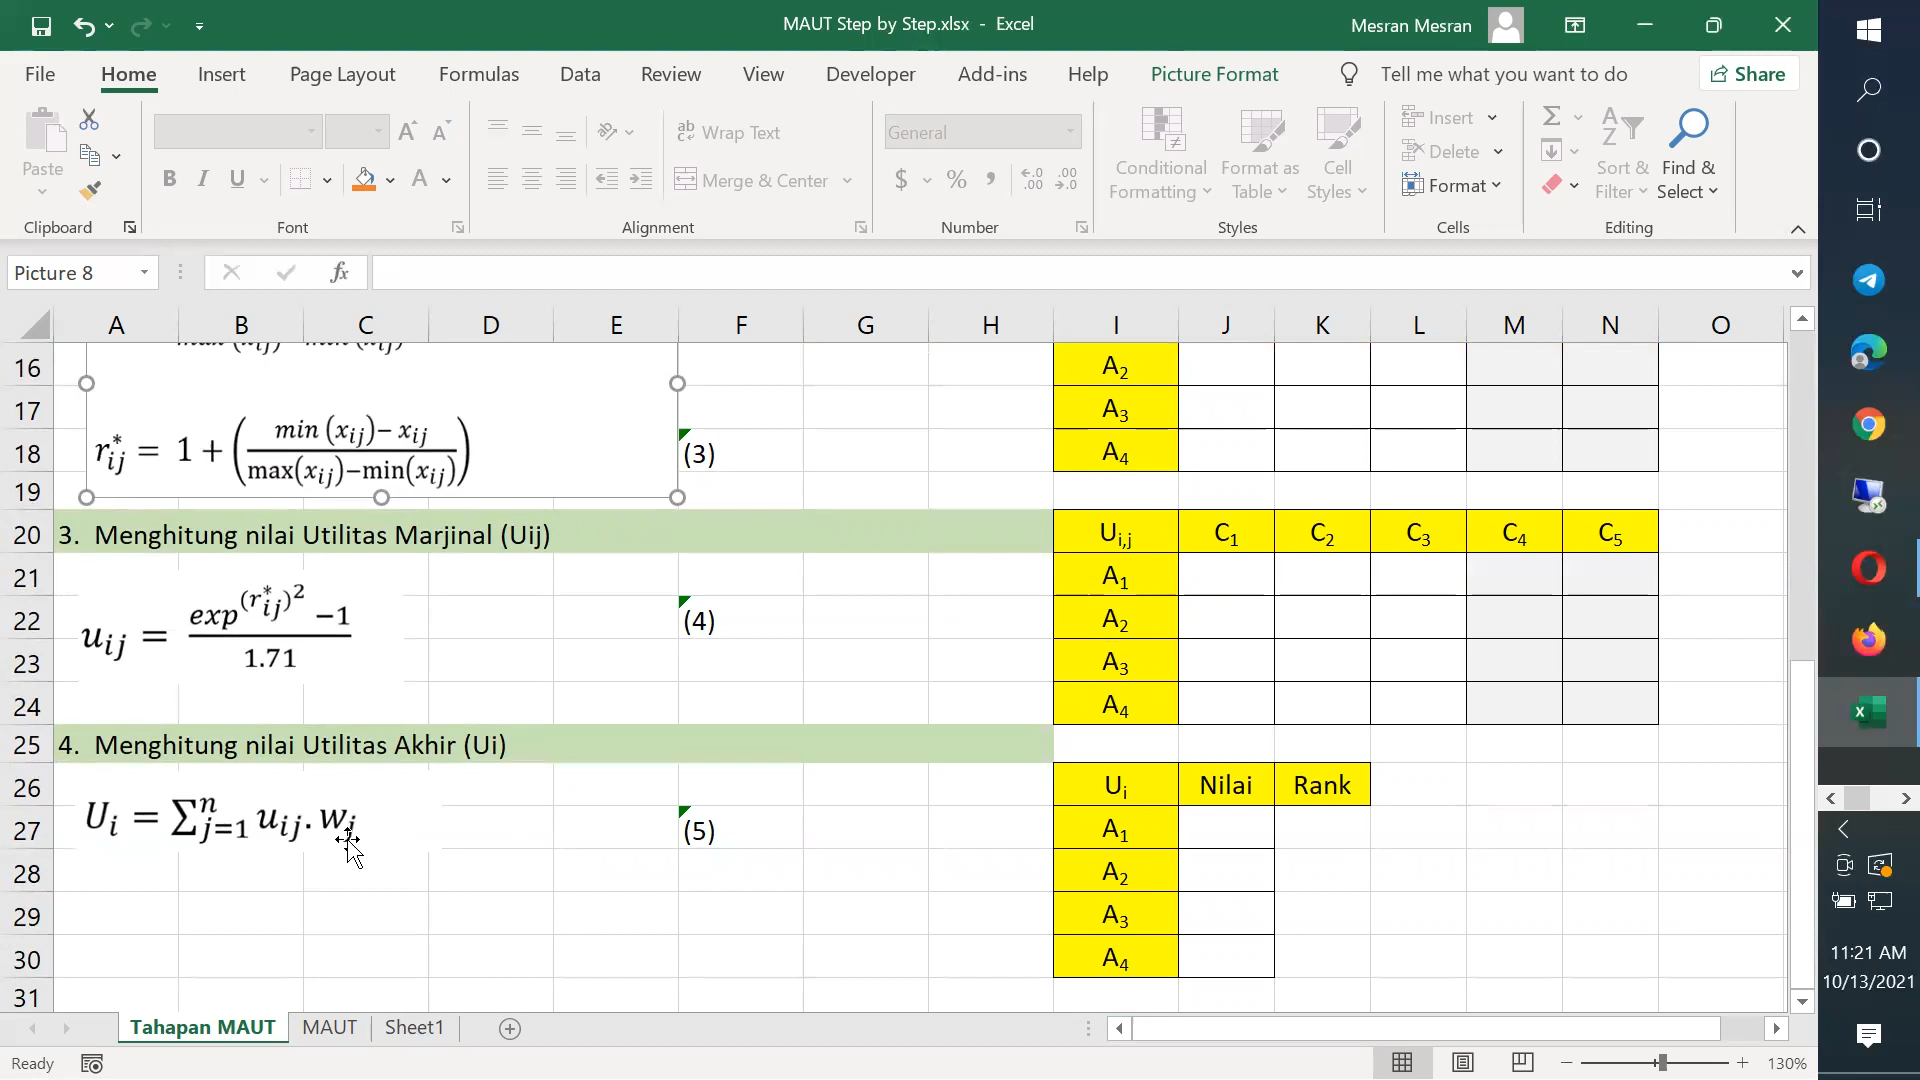 MAUT Step by Step.xlsx - Excel
Mesran Mesran
File Home Insert Page Layout Formulas Data Review View Developer Add-ins Help Picture Format Tell me what you want to do Share
Paste
Clipboard
B I U A
Font
Wrap Text
Merge & Center
Alignment
General
$ % 9
Number
Conditional Formatting
Format as Table
Cell Styles
Styles
Insert
Delete
Format
Cells
Sort & Filter
Find & Select
Editing
Picture 8
fx
A B C D E F G H I J K L M N O
16 A₂
17 A₃
18 r*ij = 1 + (min (xij)− xij / max(xij)−min(xij)) (3) A₄
19
20 3. Menghitung nilai Utilitas Marjinal (Uij) Ui,j C₁ C₂ C₃ C₄ C₅
21 A₁
22 uij = exp^(r*ij)² −1 / 1.71 (4) A₂
23 A₃
24 A₄
25 4. Menghitung nilai Utilitas Akhir (Ui)
26 Ui Nilai Rank
27 Ui = ∑ⁿj=1 uij. wj (5) A₁
28 A₂
29 A₃
30 A₄
31
Tahapan MAUT MAUT Sheet1
Ready
130%
11:21 AM
10/13/2021